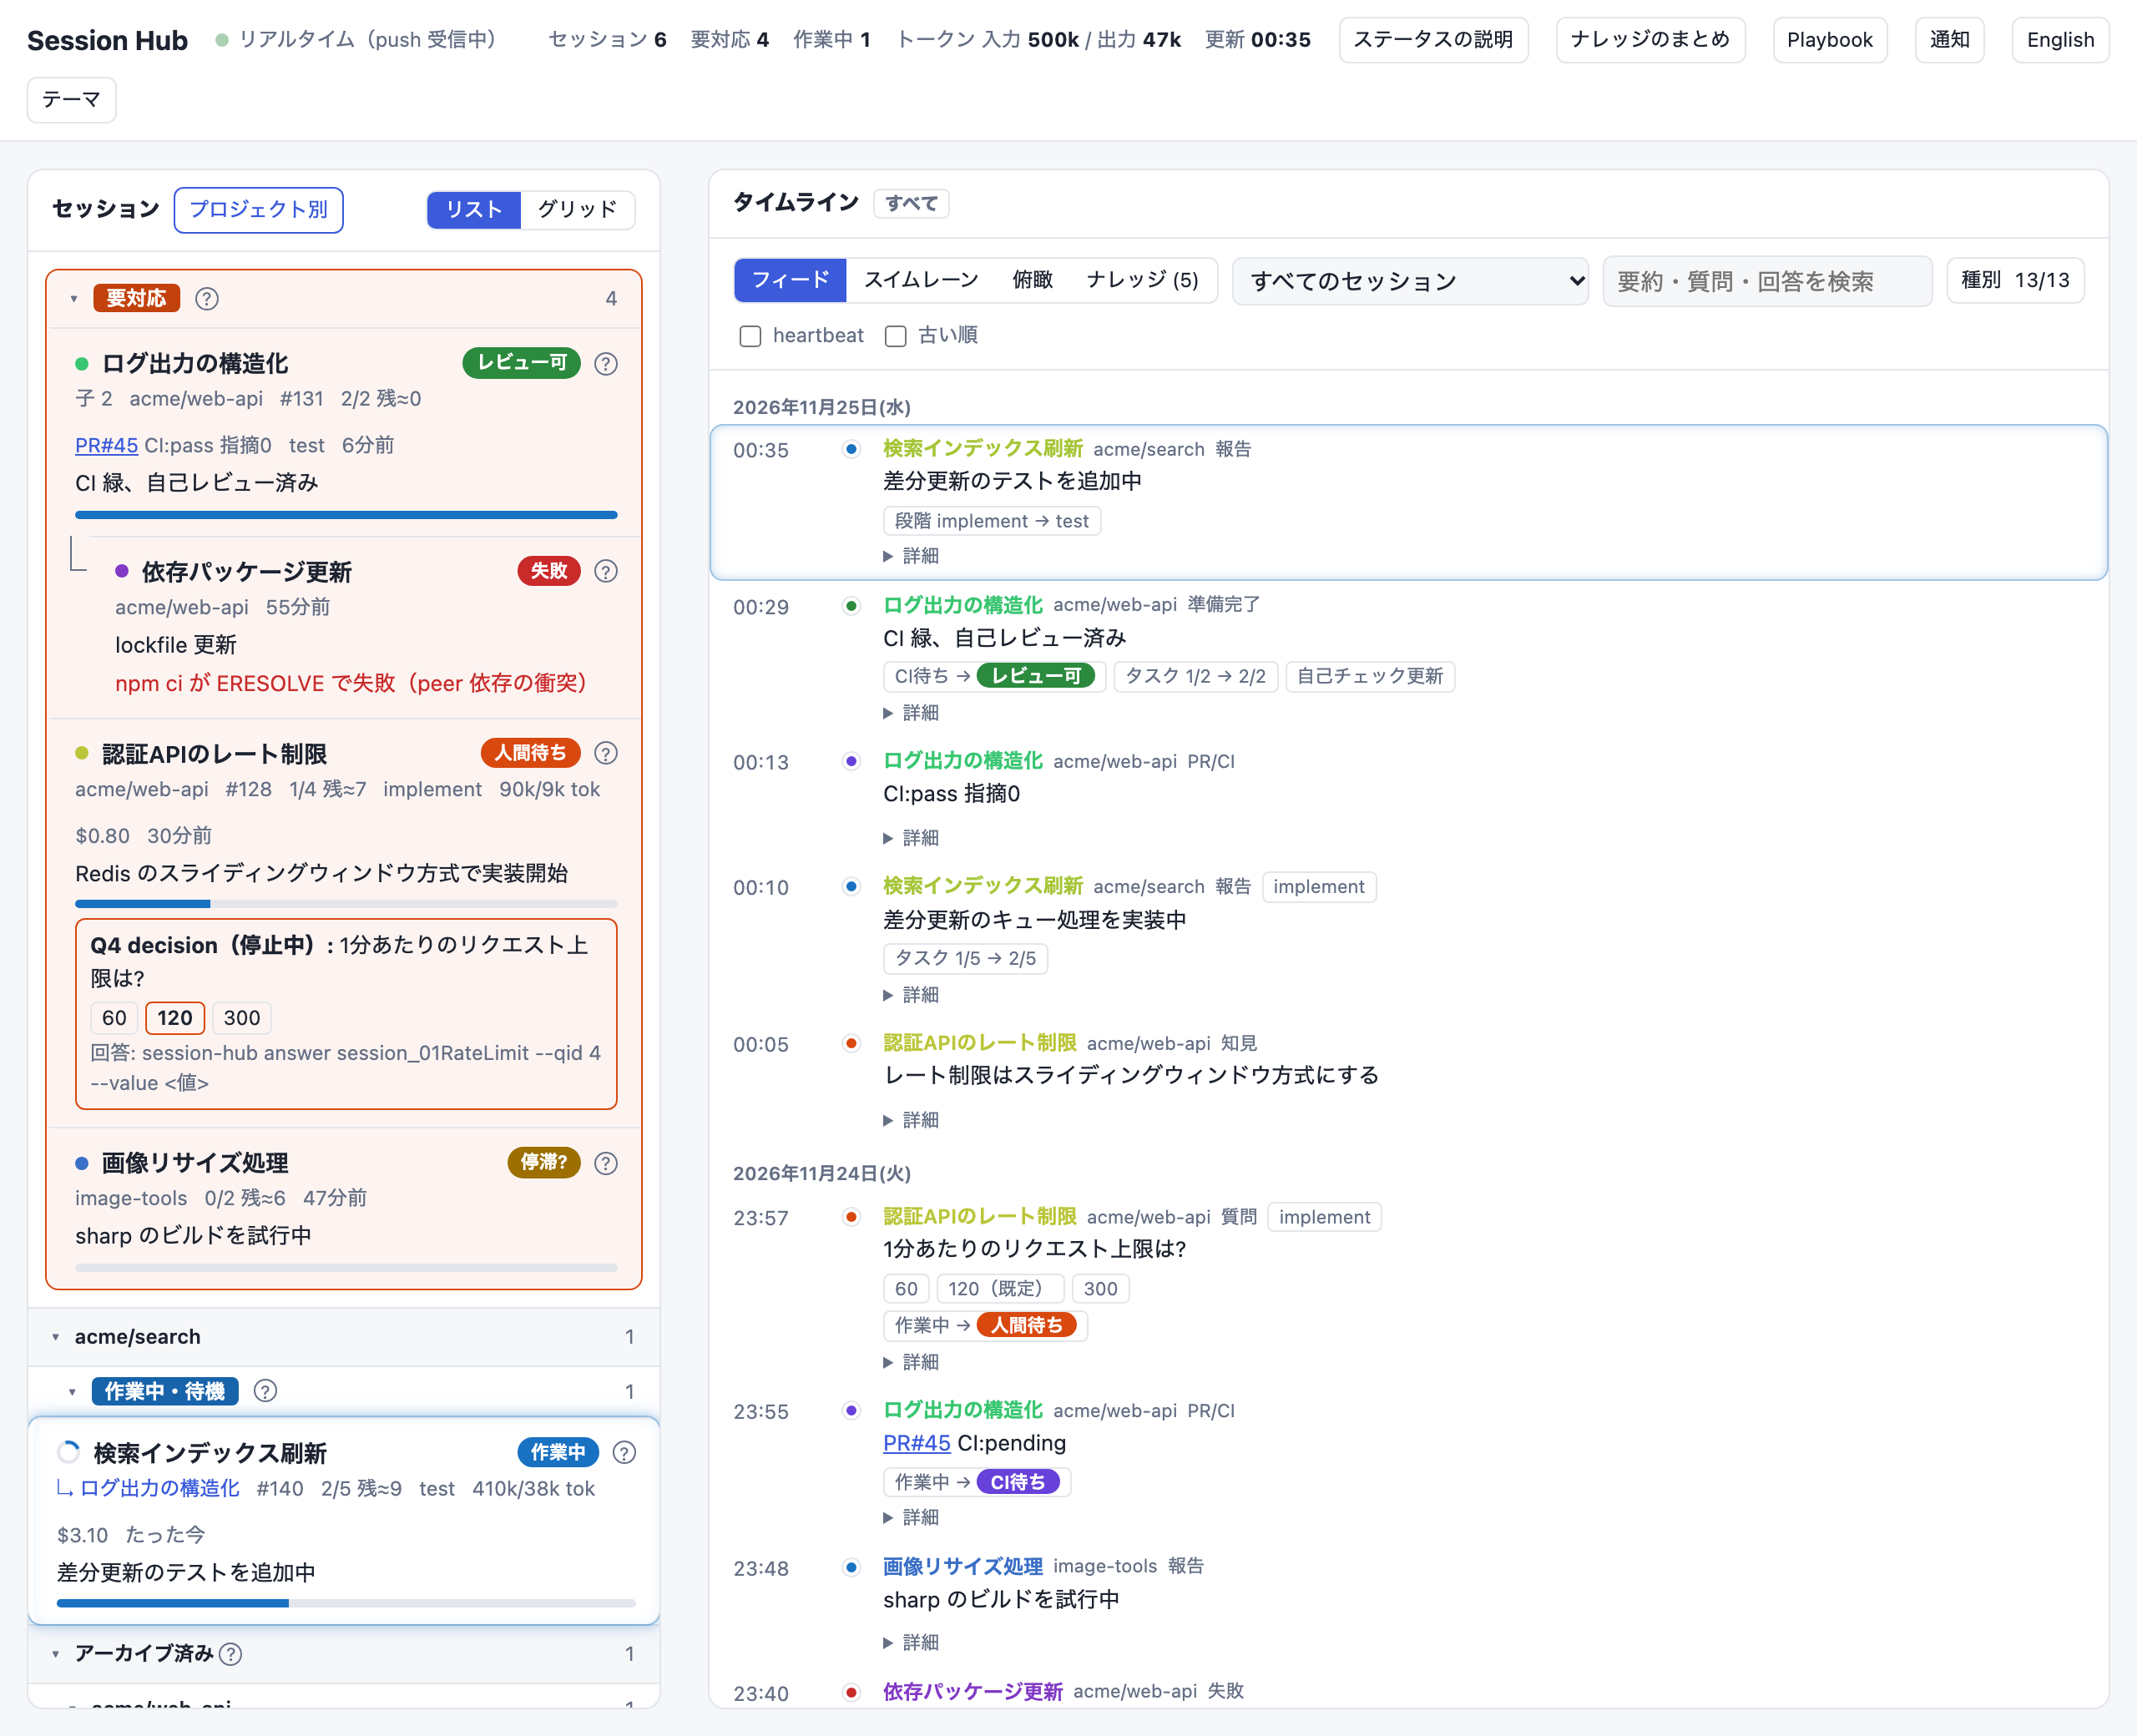 Session Hub
リアルタイム（push 受信中）
セッション 6 要対応 4 作業中 1 トークン 入力 500k / 出力 47k 更新 00:35
ステータスの説明
ナレッジのまとめ
Playbook
通知
English
テーマ
セッション
プロジェクト別
リスト
グリッド
▾ 要対応 ? 4
ログ出力の構造化 レビュー可 ?
子 2 acme/web-api #131 2/2 残≈0
PR#45 CI:pass 指摘0 test 6分前
CI 緑、自己レビュー済み
依存パッケージ更新 失敗 ?
acme/web-api 55分前
lockfile 更新
npm ci が ERESOLVE で失敗（peer 依存の衝突）
認証APIのレート制限 人間待ち ?
acme/web-api #128 1/4 残≈7 implement 90k/9k tok
$0.80 30分前
Redis のスライディングウィンドウ方式で実装開始
Q4 decision（停止中）: 1分あたりのリクエスト上
限は?
60 120 300
回答: session-hub answer session_01RateLimit --qid 4
--value <値>
画像リサイズ処理 停滞? ?
image-tools 0/2 残≈6 47分前
sharp のビルドを試行中
▾ acme/search 1
▾ 作業中・待機 ? 1
検索インデックス刷新 作業中 ?
↳ ログ出力の構造化 #140 2/5 残≈9 test 410k/38k tok
$3.10 たった今
差分更新のテストを追加中
▾ アーカイブ済み ? 1
タイムライン すべて
フィード スイムレーン 俯瞰 ナレッジ (5)
すべてのセッション
要約・質問・回答を検索
種別 13/13
heartbeat 古い順
2026年11月25日(水)
00:35 検索インデックス刷新 acme/search 報告
差分更新のテストを追加中
段階 implement → test
▶ 詳細
00:29 ログ出力の構造化 acme/web-api 準備完了
CI 緑、自己レビュー済み
CI待ち → レビュー可 タスク 1/2 → 2/2 自己チェック更新
▶ 詳細
00:13 ログ出力の構造化 acme/web-api PR/CI
CI:pass 指摘0
▶ 詳細
00:10 検索インデックス刷新 acme/search 報告 implement
差分更新のキュー処理を実装中
タスク 1/5 → 2/5
▶ 詳細
00:05 認証APIのレート制限 acme/web-api 知見
レート制限はスライディングウィンドウ方式にする
▶ 詳細
2026年11月24日(火)
23:57 認証APIのレート制限 acme/web-api 質問 implement
1分あたりのリクエスト上限は?
60 120（既定） 300
作業中 → 人間待ち
▶ 詳細
23:55 ログ出力の構造化 acme/web-api PR/CI
PR#45 CI:pending
作業中 → CI待ち
▶ 詳細
23:48 画像リサイズ処理 image-tools 報告
sharp のビルドを試行中
▶ 詳細
23:40 依存パッケージ更新 acme/web-api 失敗